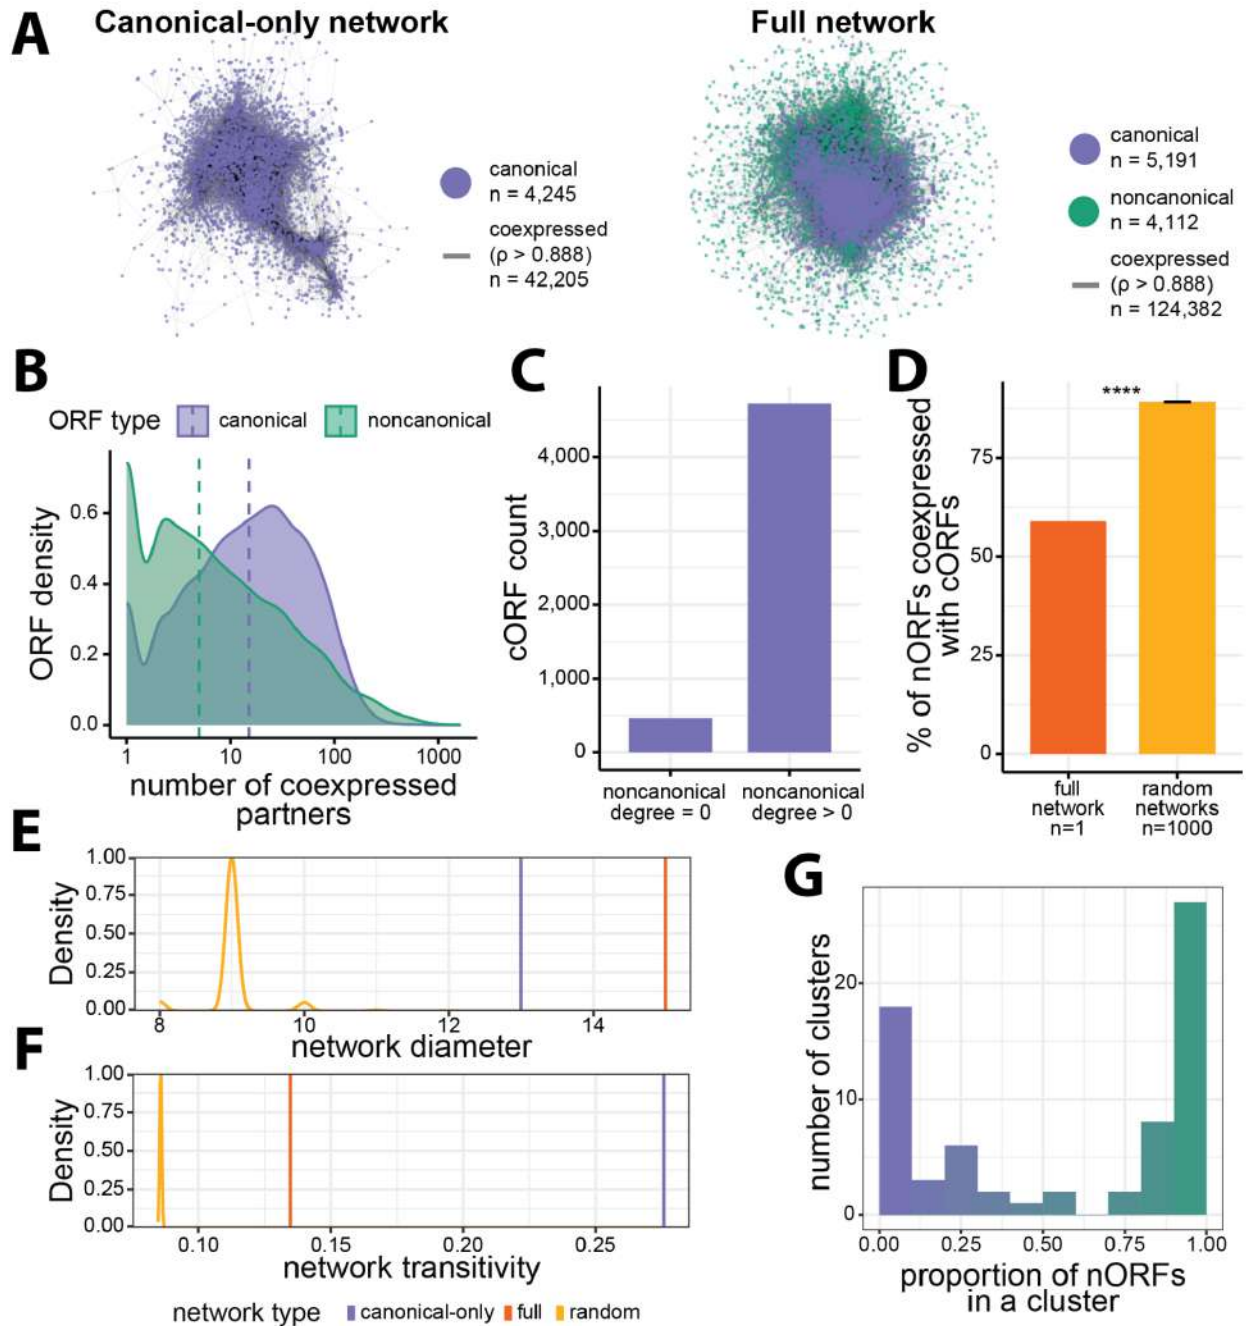 A
Canonical-only network
Full network
canonical
n = 4,245
coexpressed
(ρ > 0.888)
n = 42,205
canonical
n = 5,191
noncanonical
n = 4,112
coexpressed
(ρ > 0.888)
n = 124,382
B
ORF type
canonical
noncanonical
ORF density
0.6
0.4
0.2
0.0
1
10
100
1000
number of coexpressed
partners
C
cORF count
4,000
3,000
2,000
1,000
0
noncanonical
degree = 0
noncanonical
degree > 0
D
% of nORFs coexpressed
with cORFs
****
75
50
25
0
full
network
n=1
random
networks
n=1000
E
Density
1.00
0.75
0.50
0.25
0.00
8
10
12
14
network diameter
F
Density
1.00
0.75
0.50
0.25
0.00
0.10
0.15
0.20
0.25
network transitivity
network type
canonical-only
full
random
G
number of clusters
20
10
0
0.00
0.25
0.50
0.75
1.00
proportion of nORFs
in a cluster